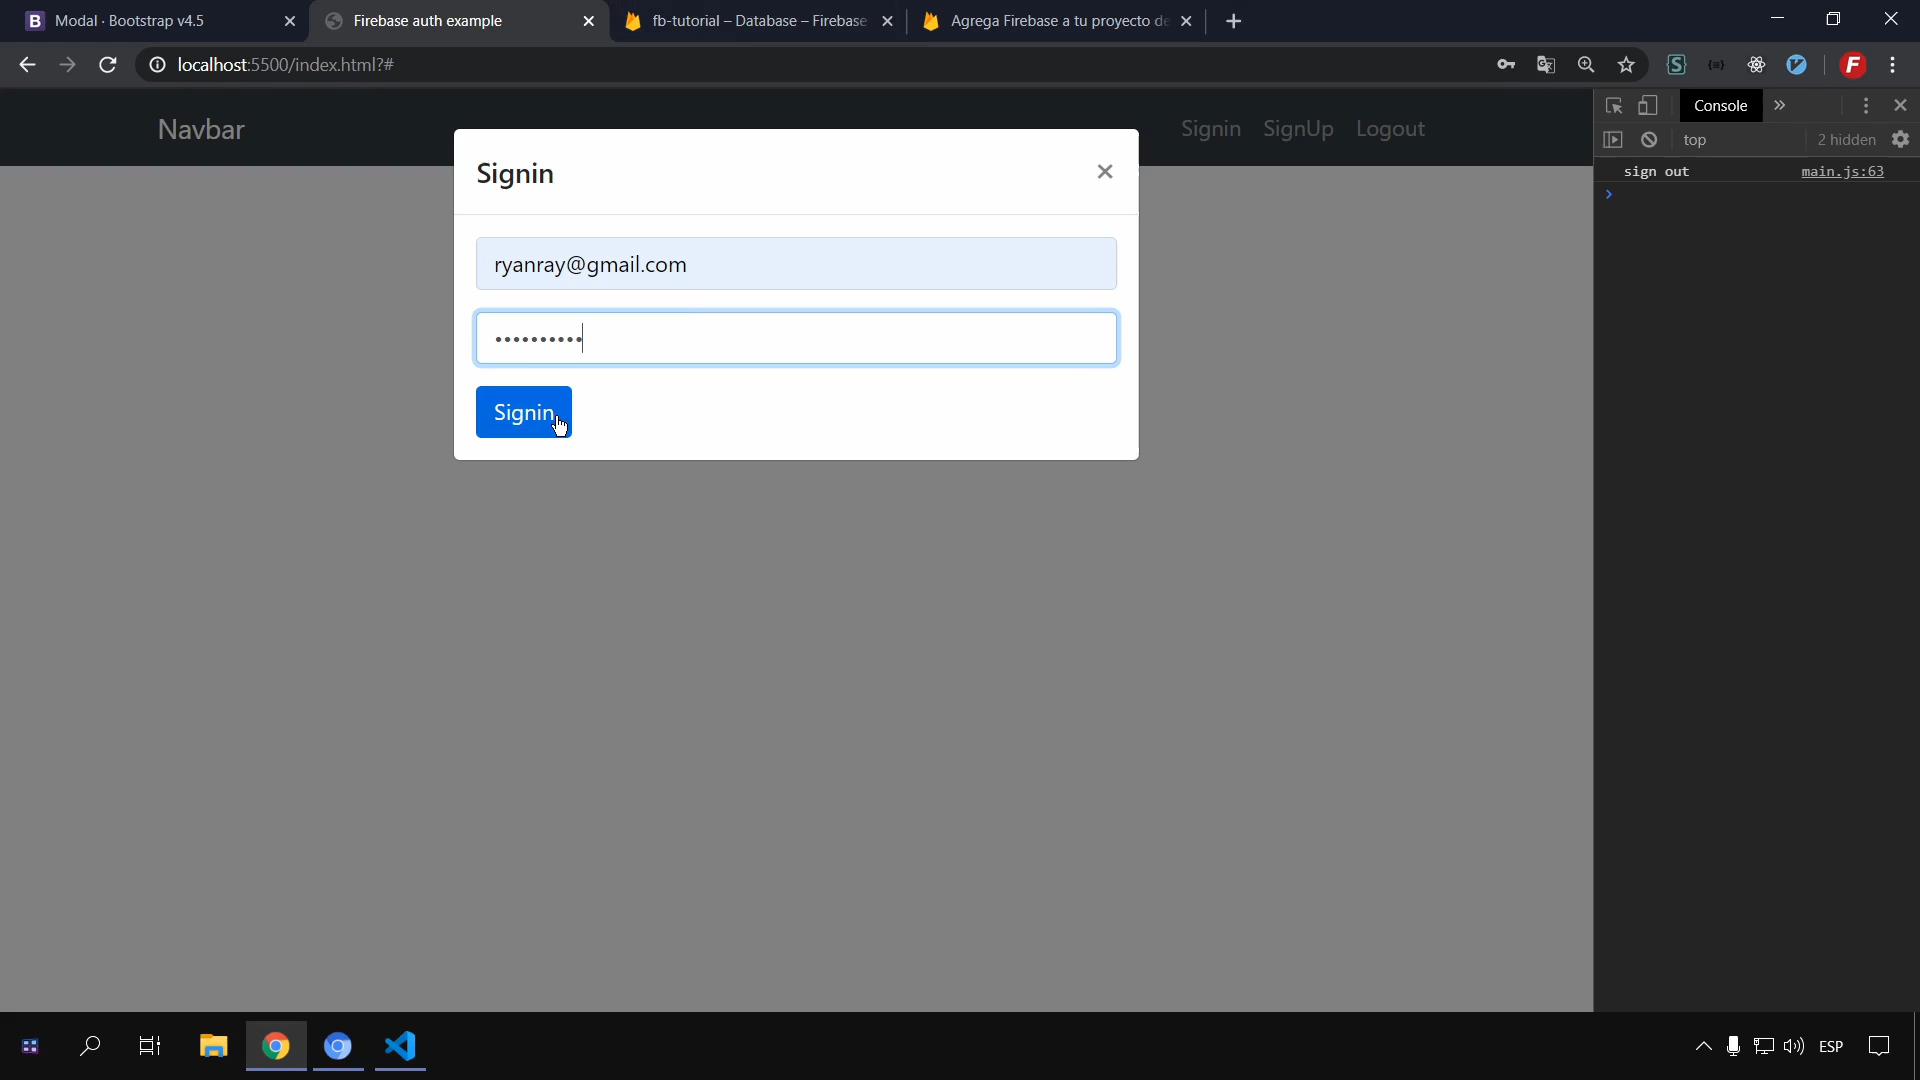 Modal · Bootstrap v4.5
Firebase auth example
fb-tutorial – Database – Firebase
Agrega Firebase a tu proyecto de
localhost:5500/index.html?#
Navbar
Signin SignUp Logout
Console
top
2 hidden
sign out main.js:63
Signin
ryanray@gmail.com
Signin
ESP